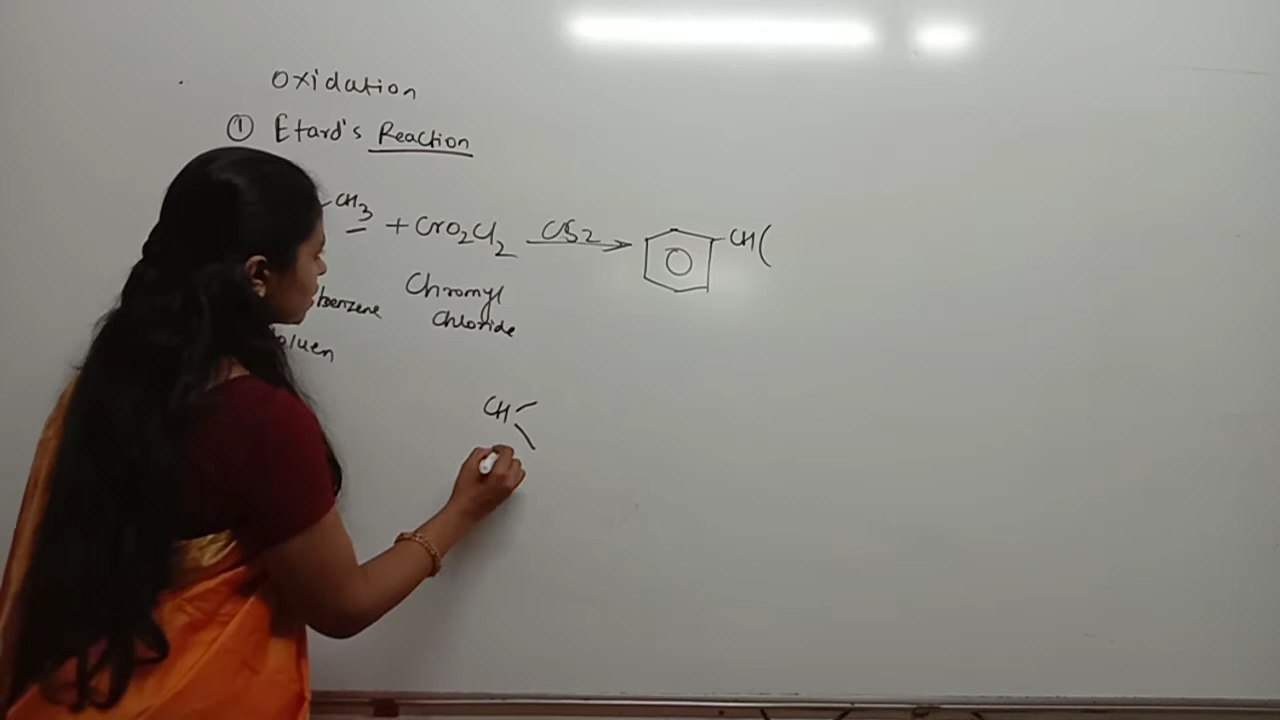 Oxidation
① Etard's Reaction
CH3 + CrO2Cl2 CS2 CH(
benzene Chromyl
Chloride
oluen
CH